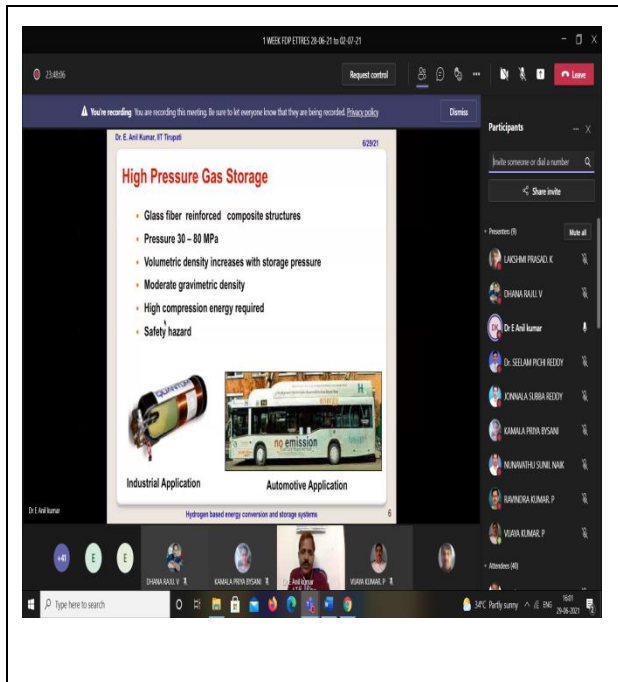 1 WEEK FDP ETTRES 28-06-21 to 02-07-21
23:48:06
Request control
Leave
You're recording You are recording this meeting. Be sure to let everyone know that they are being recorded. Privacy policy
Dismiss
Dr. E. Anil Kumar, IIT Tirupati
6/29/21
High Pressure Gas Storage
• Glass fiber reinforced composite structures
• Pressure 30 – 80 MPa
• Volumetric density increases with storage pressure
• Moderate gravimetric density
• High compression energy required
• Safety hazard
QUANTUM
H
no emission
Industrial Application
Automotive Application
Hydrogen based energy conversion and storage systems
6
Dr E Anil kumar
Participants
Invite someone or dial a number
Share invite
Presenters (9)
Mute all
LAKSHMI PRASAD. K
DHANA RAJU. V
DK
Dr E Anil kumar
Dr. SEELAM PICHI REDDY
JONNALA SUBBA REDDY
KAMALA PRIYA BYSANI
NUNAVATHU SUNIL NAIK
RAVINDRA KUMAR. P
VIJAYA KUMAR. P
Attendees (40)
+41
E
E
DHANA RAJU. V
KAMALA PRIYA BYSANI
Dr E Anil kumar
VIJAYA KUMAR. P
Type here to search
34°C Partly sunny
ENG
16:01
29-06-2021